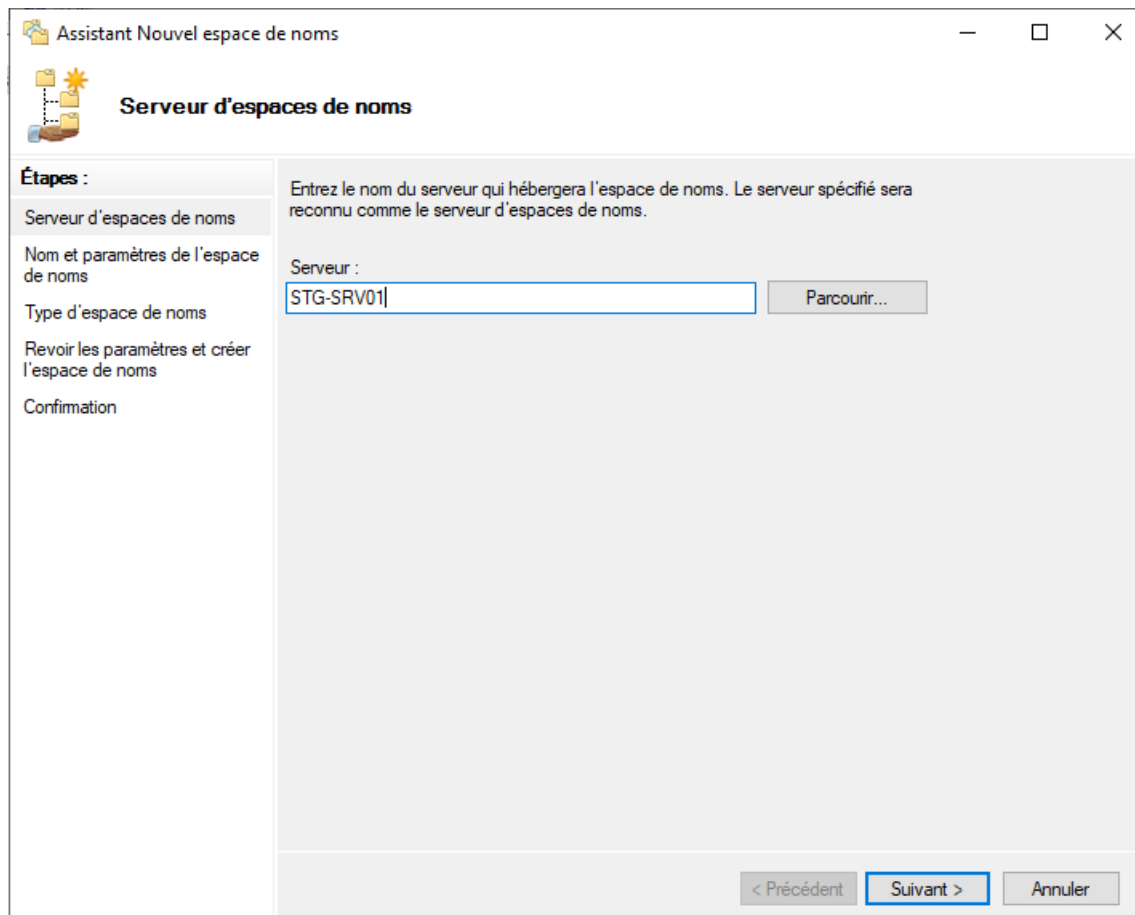 Assistant Nouvel espace de noms
Serveur d'espaces de noms
Étapes :
Serveur d'espaces de noms
Nom et paramètres de l'espace
de noms
Type d'espace de noms
Revoir les paramètres et créer
l'espace de noms
Confirmation
Entrez le nom du serveur qui hébergera l'espace de noms. Le serveur spécifié sera
reconnu comme le serveur d'espaces de noms.
Serveur :
STG-SRV01
Parcourir...
< Précédent
Suivant >
Annuler